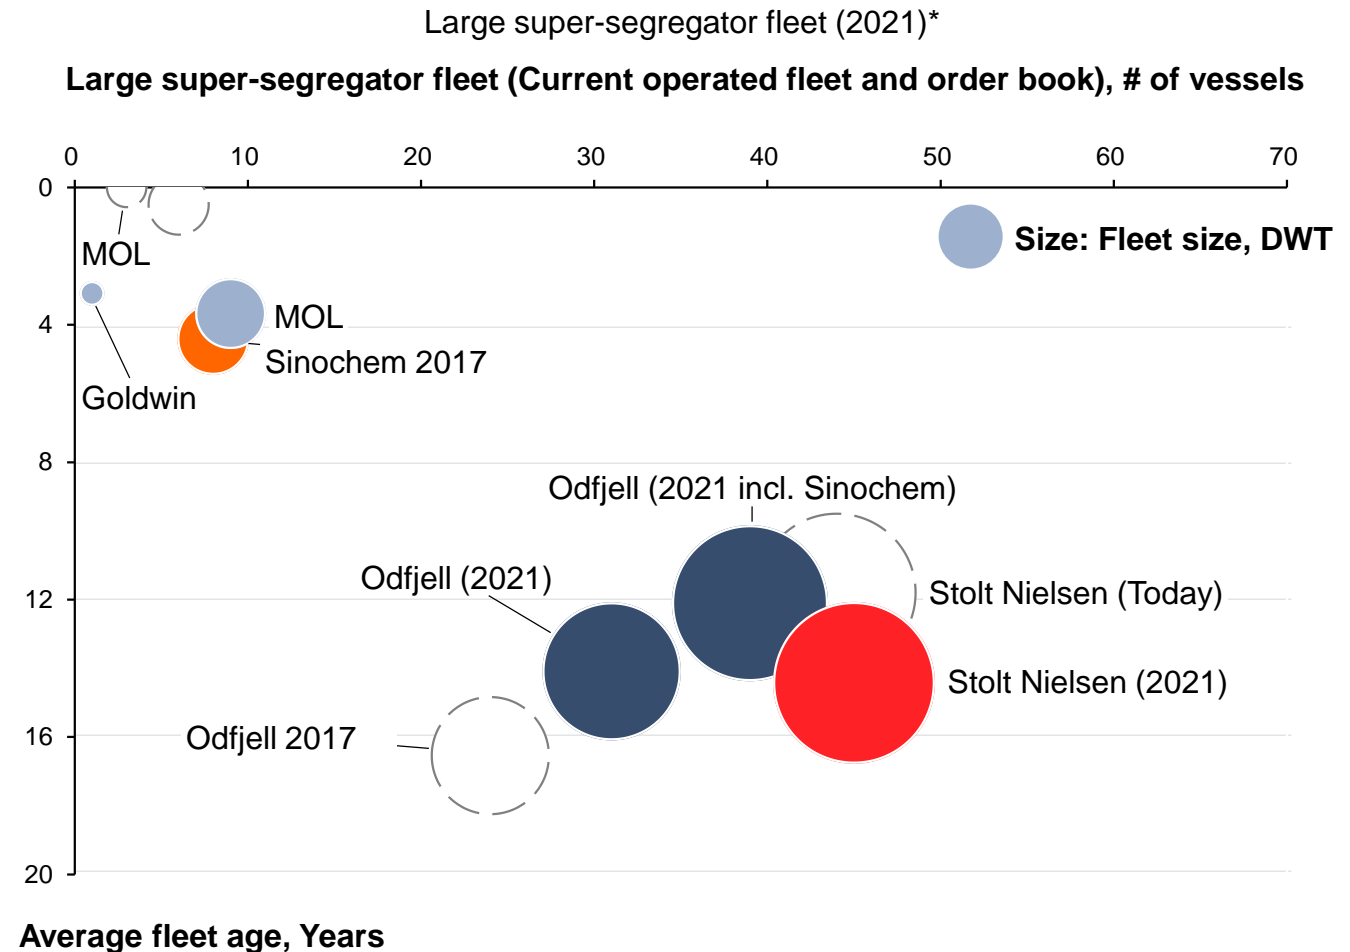 Large super-segregator fleet (2021)*
Large super-segregator fleet (Current operated fleet and order book), # of vessels
0 10 20 30 40 50 60 70
0
Size: Fleet size, DWT
MOL
MOL
4
Sinochem 2017
Goldwin
8
Odfjell (2021 incl. Sinochem)
Odfjell (2021)
12
Stolt Nielsen (Today)
Stolt Nielsen (2021)
16
Odfjell 2017
20
Average fleet age, Years